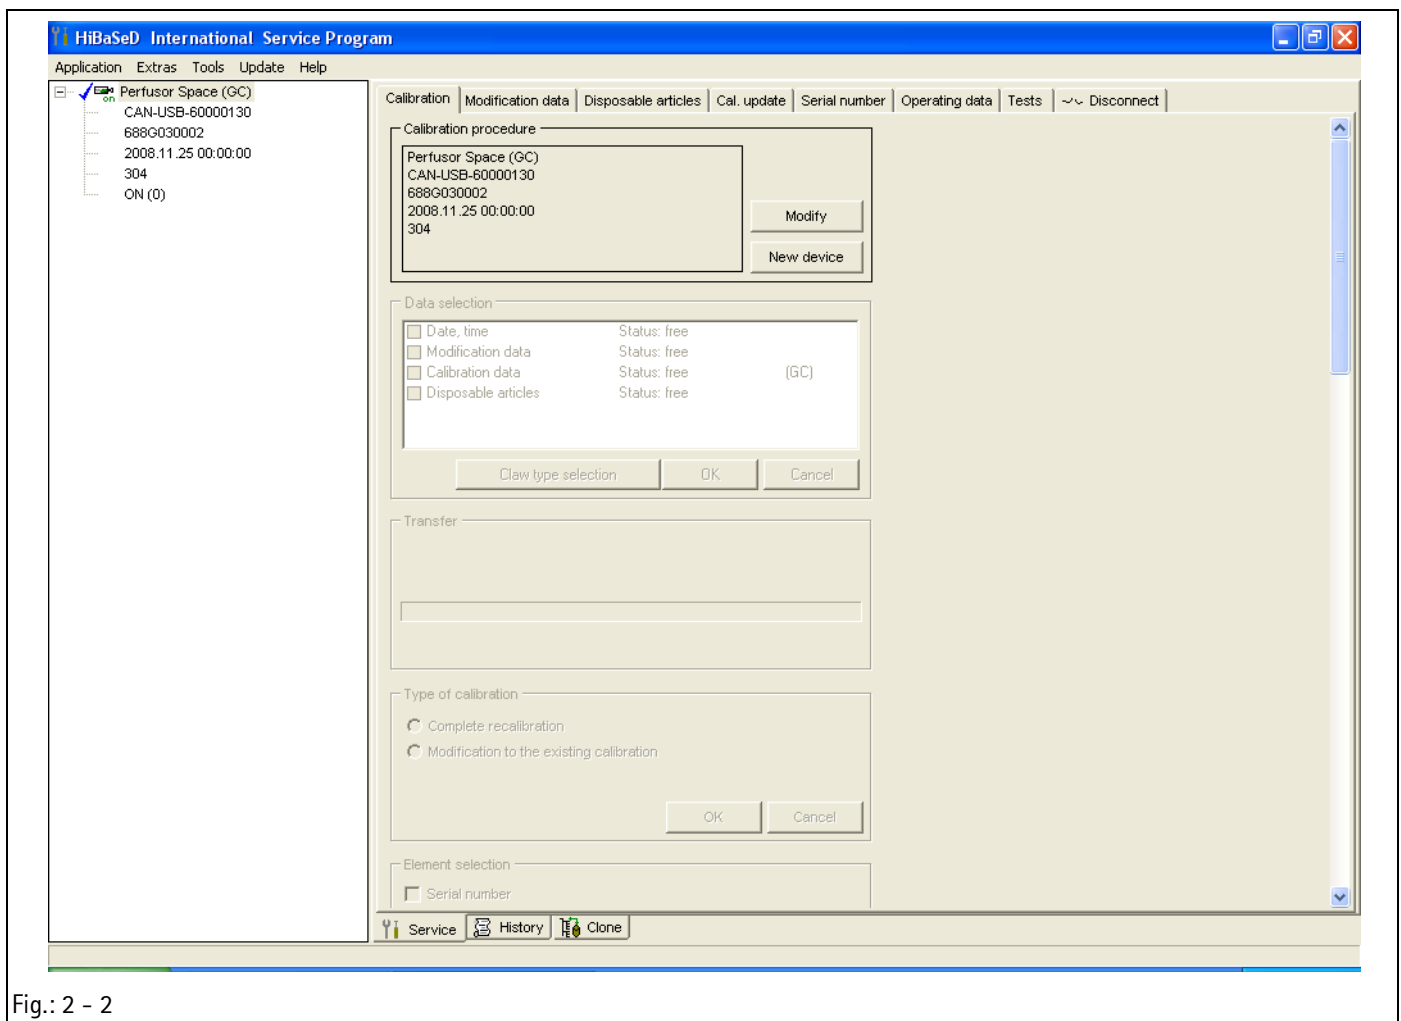 HiBaSeD International Service Program
Application Extras Tools Update Help
Perfusor Space (GC)
on
CAN-USB-60000130
688G030002
2008.11.25 00:00:00
304
ON (0)
Calibration Modification data Disposable articles Cal. update Serial number Operating data Tests Disconnect
Calibration procedure
Perfusor Space (GC)
CAN-USB-60000130
688G030002
2008.11.25 00:00:00
304
Modify
New device
Data selection
Date, time Status: free
Modification data Status: free
Calibration data Status: free (GC)
Disposable articles Status: free
Claw type selection OK Cancel
Transfer
Type of calibration
Complete recalibration
Modification to the existing calibration
OK Cancel
Element selection
Serial number
Service History Clone
Fig.: 2 - 2